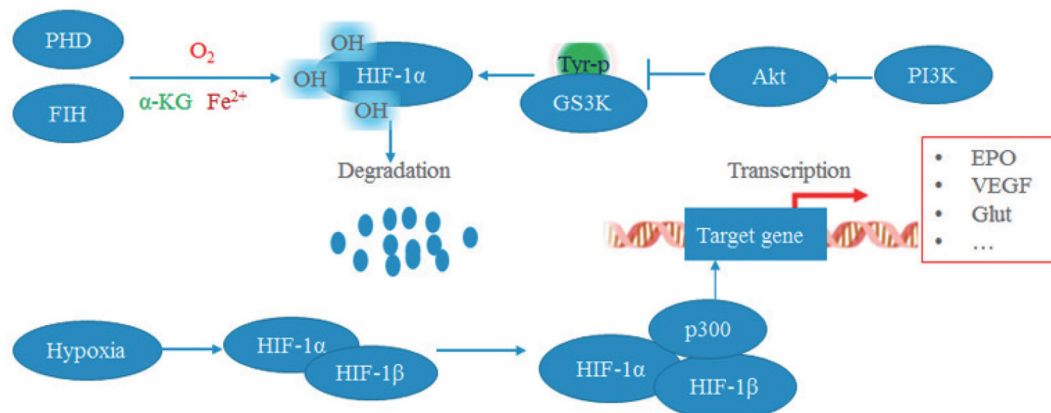 PHD
FIH
O₂
α-KG Fe²⁺
OH
OH
OH
HIF-1α
Tyr-p
GS3K
Akt
PI3K
Degradation
Transcription
Target gene
• EPO
• VEGF
• Glut
• …
Hypoxia
HIF-1α
HIF-1β
HIF-1α
p300
HIF-1β